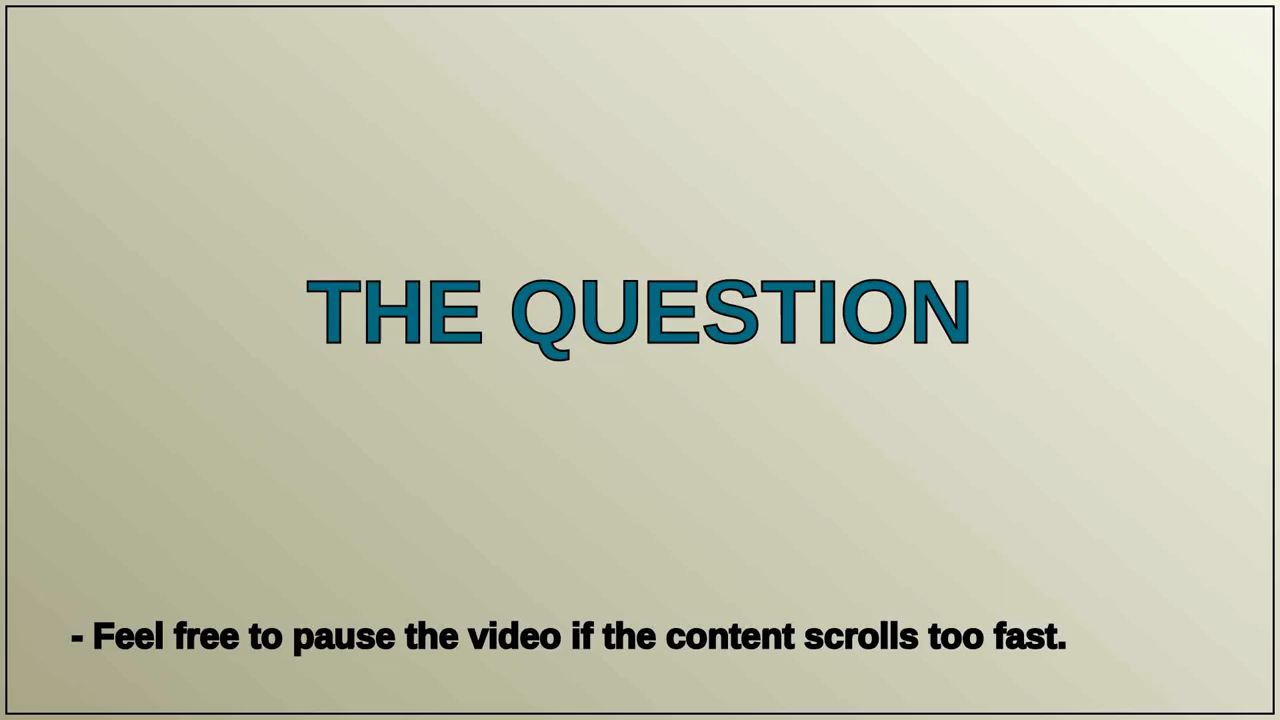 THE QUESTION
- Feel free to pause the video if the content scrolls too fast.